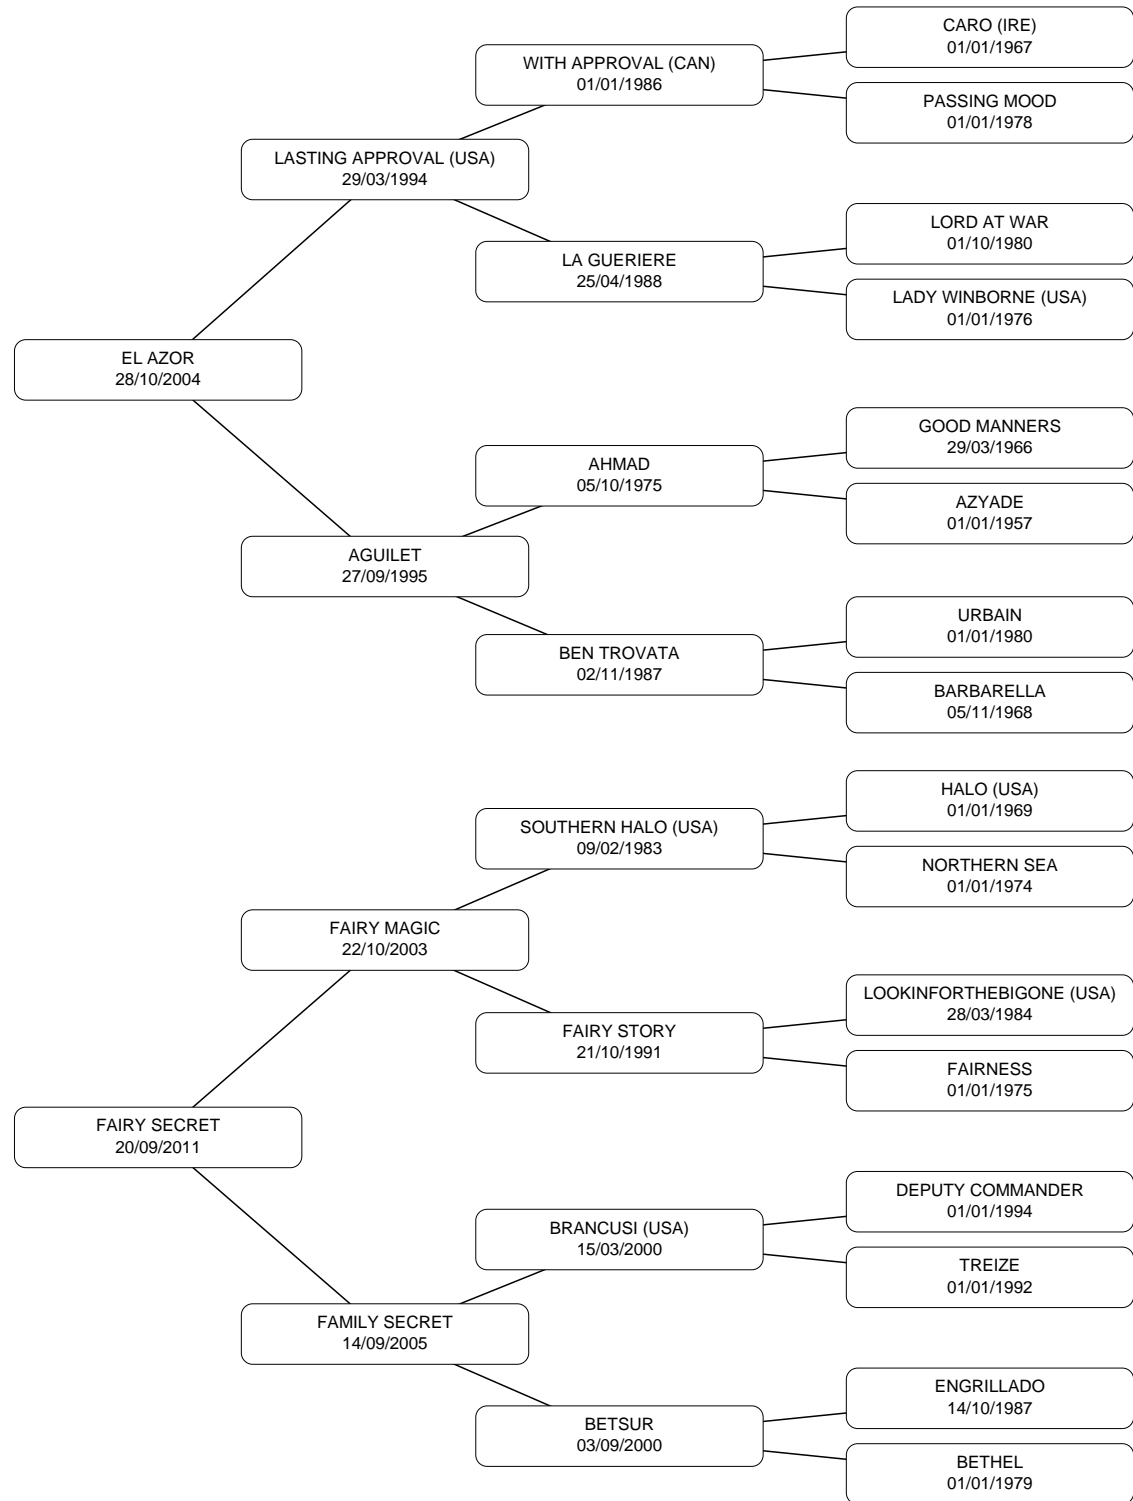 CARO (IRE)
01/01/1967
WITH APPROVAL (CAN)
01/01/1986
PASSING MOOD
01/01/1978
LASTING APPROVAL (USA)
29/03/1994
LORD AT WAR
01/10/1980
LA GUERIERE
25/04/1988
LADY WINBORNE (USA)
01/01/1976
EL AZOR
28/10/2004
GOOD MANNERS
29/03/1966
AHMAD
05/10/1975
AZYADE
01/01/1957
AGUILET
27/09/1995
URBAIN
01/01/1980
BEN TROVATA
02/11/1987
BARBARELLA
05/11/1968
HALO (USA)
01/01/1969
SOUTHERN HALO (USA)
09/02/1983
NORTHERN SEA
01/01/1974
FAIRY MAGIC
22/10/2003
LOOKINFORTHEBIGONE (USA)
28/03/1984
FAIRY STORY
21/10/1991
FAIRNESS
01/01/1975
FAIRY SECRET
20/09/2011
DEPUTY COMMANDER
01/01/1994
BRANCUSI (USA)
15/03/2000
TREIZE
01/01/1992
FAMILY SECRET
14/09/2005
ENGRILLADO
14/10/1987
BETSUR
03/09/2000
BETHEL
01/01/1979